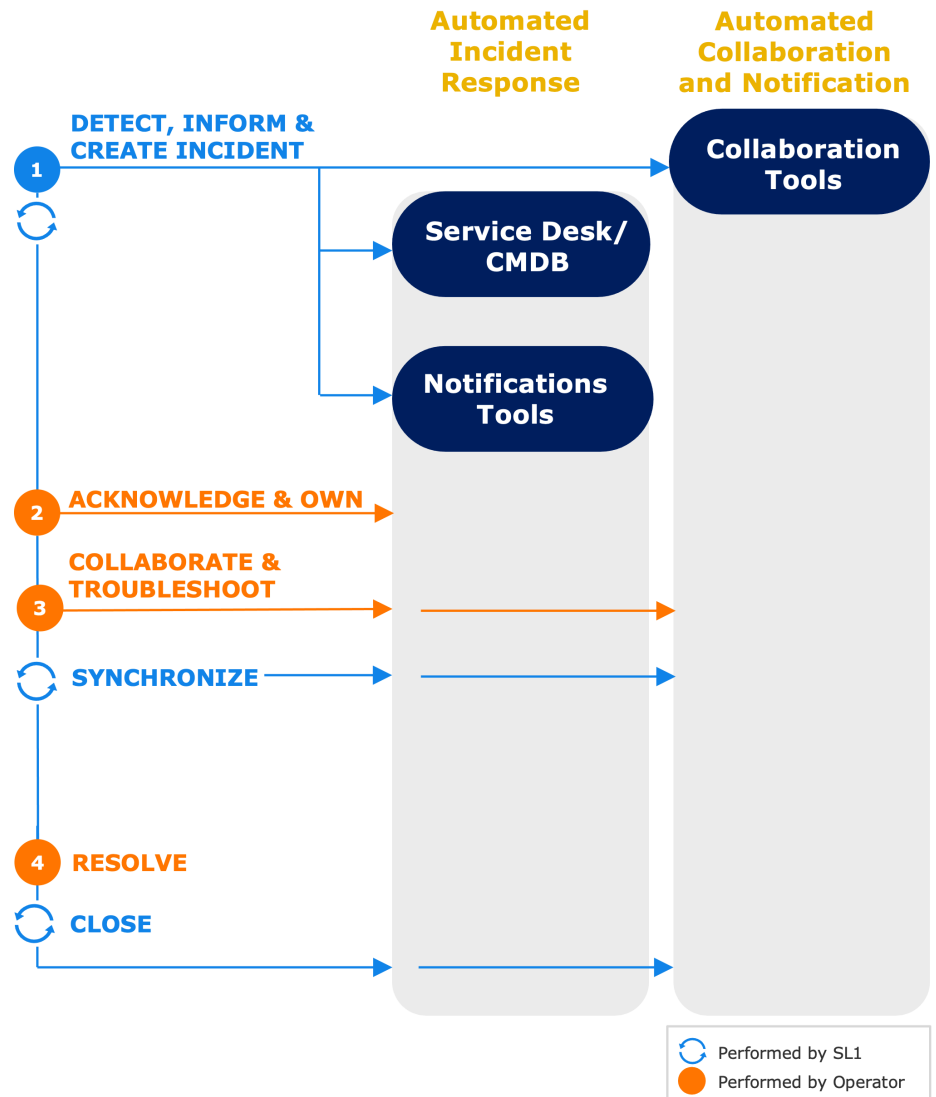 Automated
Incident
Response
Automated
Collaboration
and Notification
DETECT, INFORM &
CREATE INCIDENT
1
Collaboration
Tools
Service Desk/
CMDB
Notifications
Tools
2
ACKNOWLEDGE & OWN
COLLABORATE &
TROUBLESHOOT
3
SYNCHRONIZE
4
RESOLVE
CLOSE
Performed by SL1
Performed by Operator